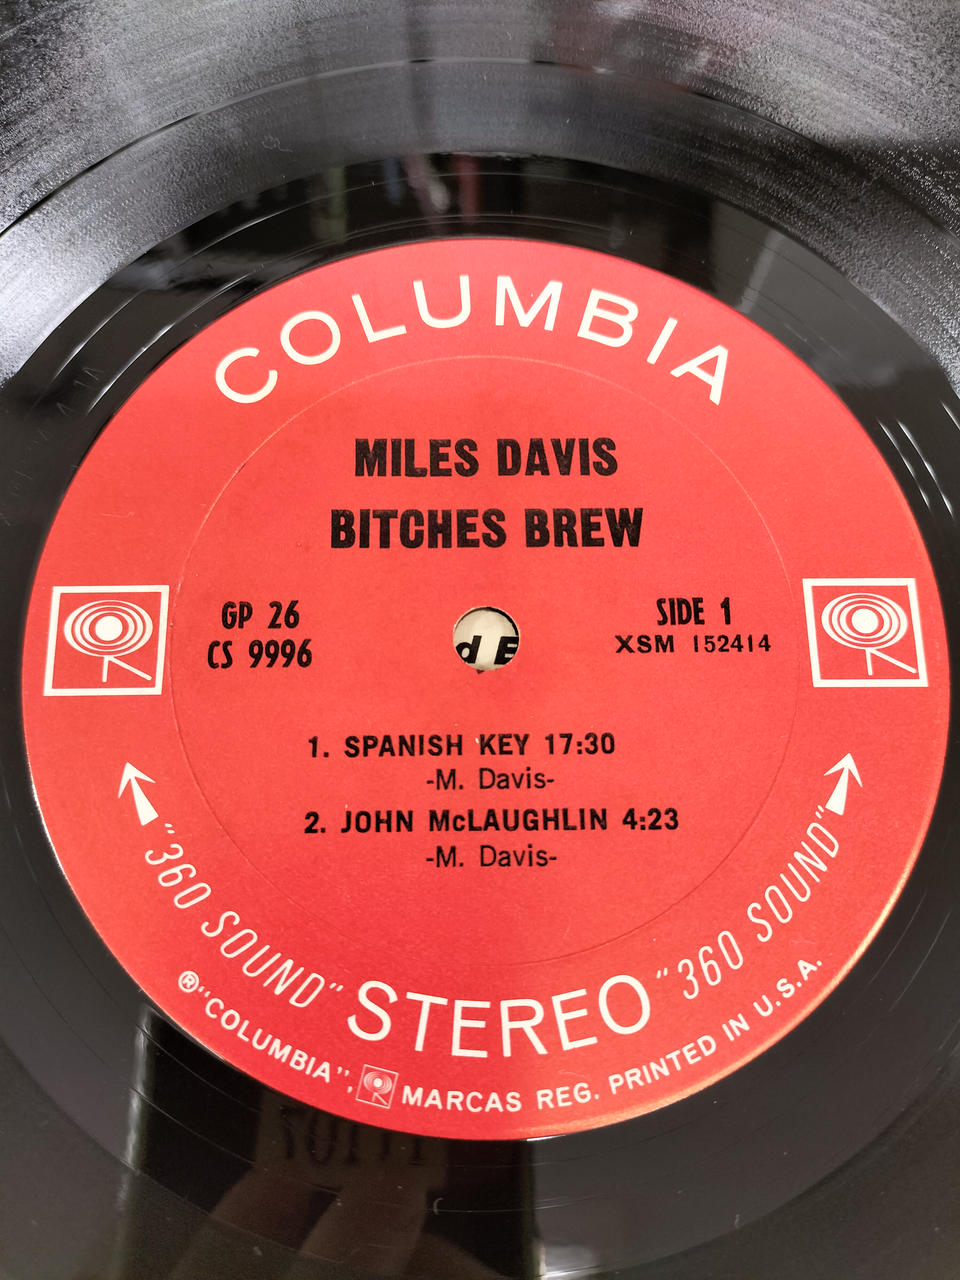 COLUMBIA
MILES DAVIS
BITCHES BREW
GP 26
CS 9996
SIDE 1
XSM 152414
d E
1. SPANISH KEY 17:30
-M. Davis-
2. JOHN McLAUGHLIN 4:23
-M. Davis-
"360 SOUND" STEREO "360 SOUND"
®"COLUMBIA", MARCAS REG. PRINTED IN U.S.A.